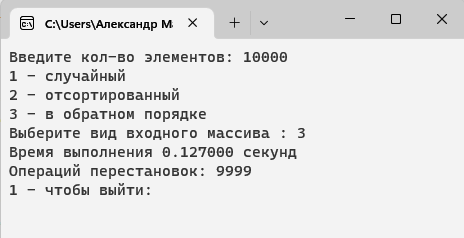 C:\Users\Александр Ма
Введите кол-во элементов: 10000
1 - случайный
2 - отсортированный
3 - в обратном порядке
Выберите вид входного массива : 3
Время выполнения 0.127000 секунд
Операций перестановок: 9999
1 - чтобы выйти: